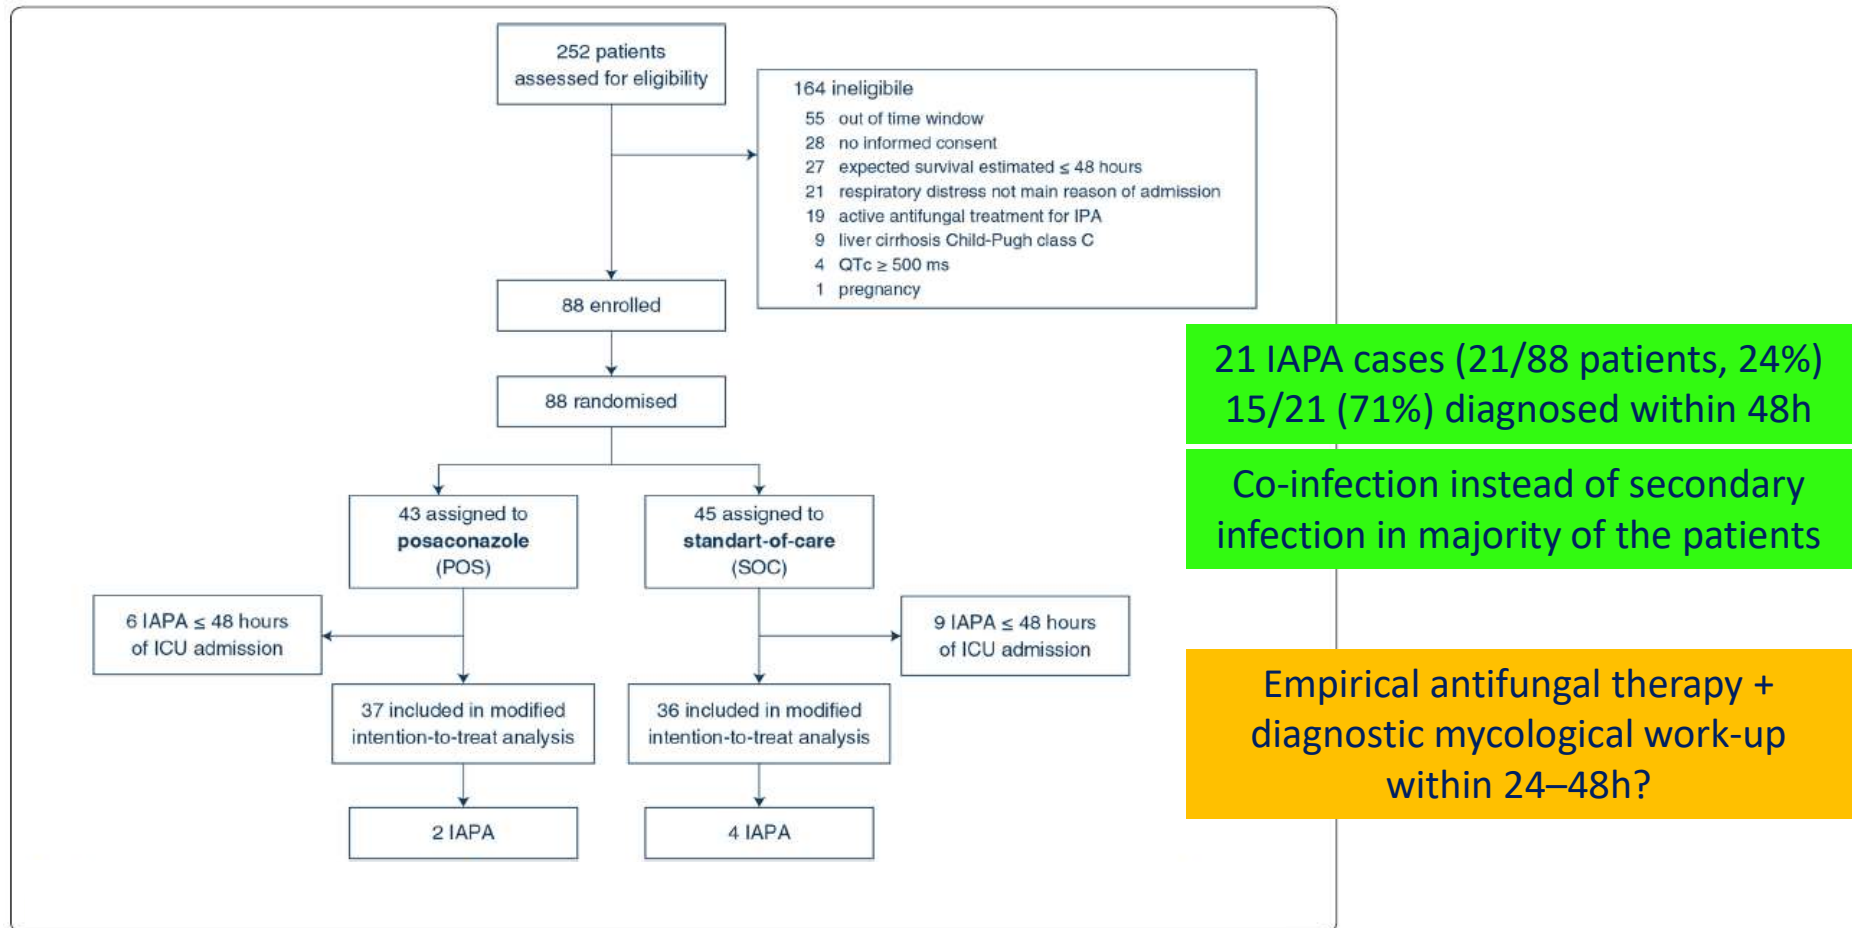 252 patients
assessed for eligibility
164 ineligibile
55 out of time window
28 no informed consent
27 expected survival estimated ≤ 48 hours
21 respiratory distress not main reason of admission
19 active antifungal treatment for IPA
9 liver cirrhosis Child-Pugh class C
4 QTc ≥ 500 ms
1 pregnancy
88 enrolled
88 randomised
43 assigned to
posaconazole
(POS)
45 assigned to
standart-of-care
(SOC)
6 IAPA ≤ 48 hours
of ICU admission
9 IAPA ≤ 48 hours
of ICU admission
37 included in modified
intention-to-treat analysis
36 included in modified
intention-to-treat analysis
2 IAPA
4 IAPA
21 IAPA cases (21/88 patients, 24%)
15/21 (71%) diagnosed within 48h
Co-infection instead of secondary
infection in majority of the patients
Empirical antifungal therapy +
diagnostic mycological work-up
within 24–48h?